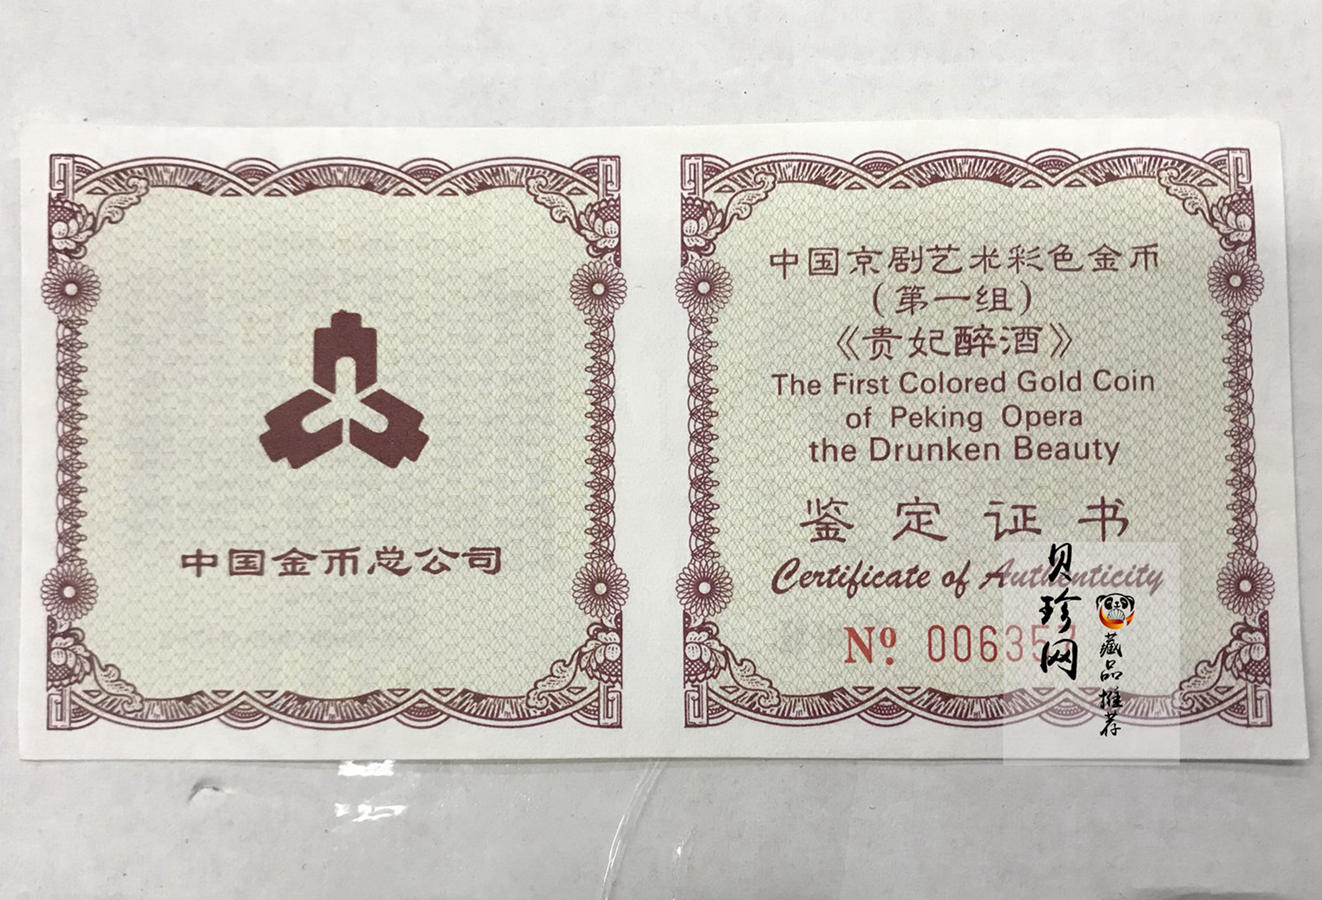 中国金币总公司
中国京剧艺术彩色金币
(第一组)
《贵妃醉酒》
The First Colored Gold Coin
of Peking Opera
the Drunken Beauty
鉴定证书
Certificate of Authenticity
Nº
贝珍网
藏品推荐